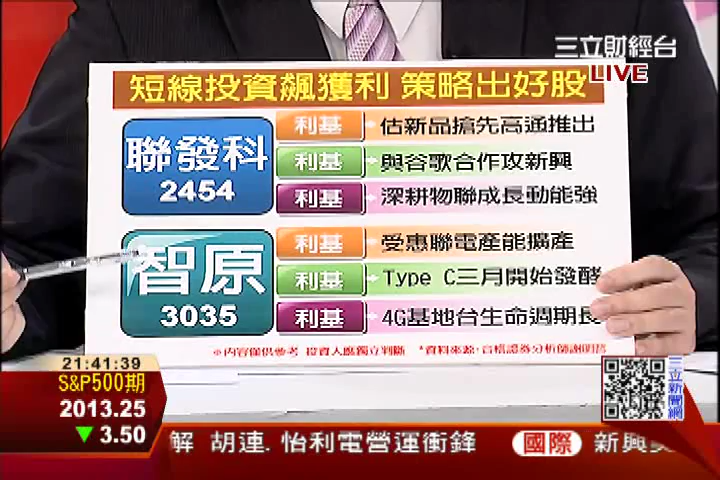 三立財經台
LIVE
短線投資飆獲利 策略出好股
聯發科
2454
利基 估新品搶先高通推出
利基 與谷歌合作攻新興
利基 深耕物聯成長動能強
智原
3035
利基 受惠聯電產能擴產
利基 Type C三月開始發酵
利基 4G基地台生命週期長
※內容僅供參考 投資人應獨立判斷 *資料來源:合格證券分析師謝明哲
21:41:39
S&P500期
2013.25
▼3.50
三立新聞網
解 胡連.怡利電營運衝鋒 國際 新興